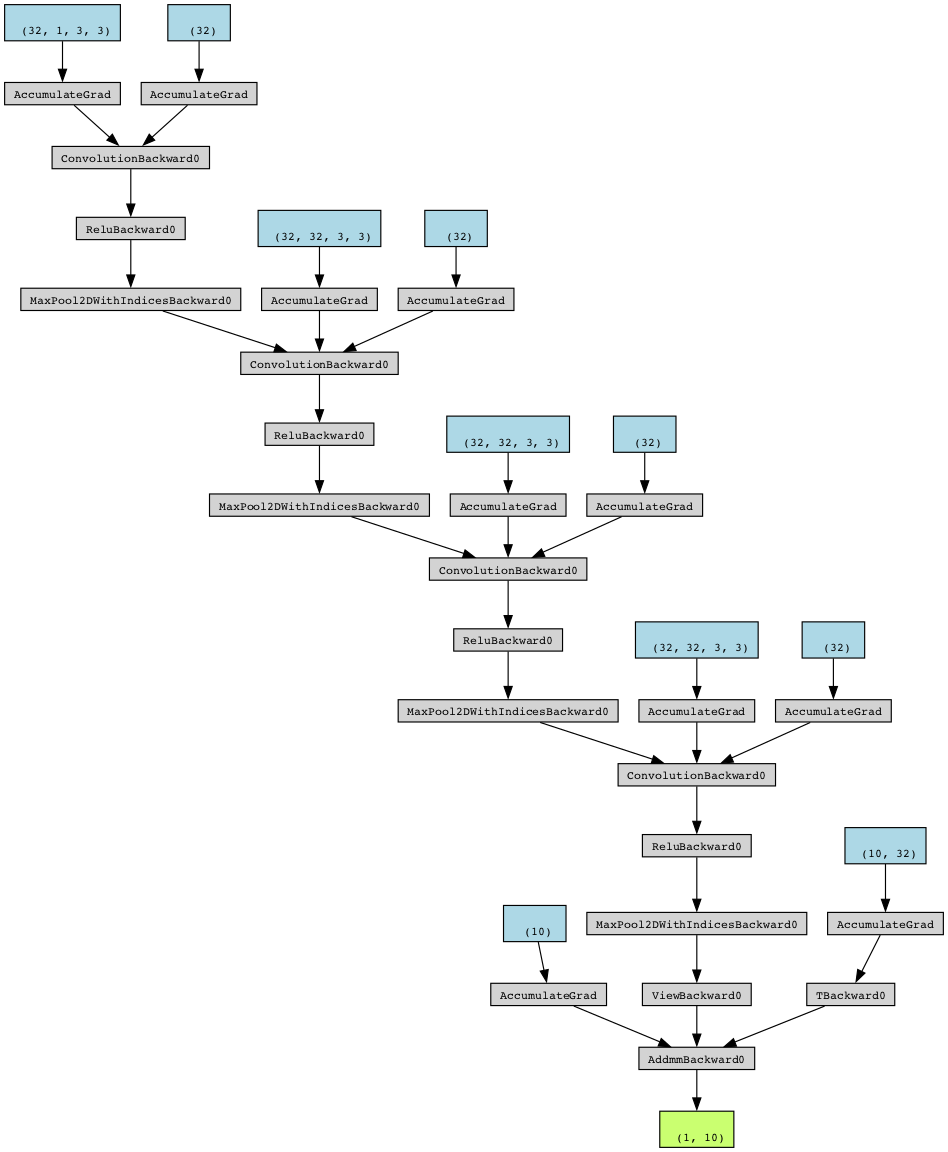 (32, 1, 3, 3)
(32)
AccumulateGrad
AccumulateGrad
ConvolutionBackward0
ReluBackward0
(32, 32, 3, 3)
(32)
MaxPool2DWithIndicesBackward0
AccumulateGrad
AccumulateGrad
ConvolutionBackward0
ReluBackward0
(32, 32, 3, 3)
(32)
MaxPool2DWithIndicesBackward0
AccumulateGrad
AccumulateGrad
ConvolutionBackward0
ReluBackward0
(32, 32, 3, 3)
(32)
MaxPool2DWithIndicesBackward0
AccumulateGrad
AccumulateGrad
ConvolutionBackward0
ReluBackward0
(10, 32)
(10)
MaxPool2DWithIndicesBackward0
AccumulateGrad
AccumulateGrad
ViewBackward0
TBackward0
AddmmBackward0
(1, 10)